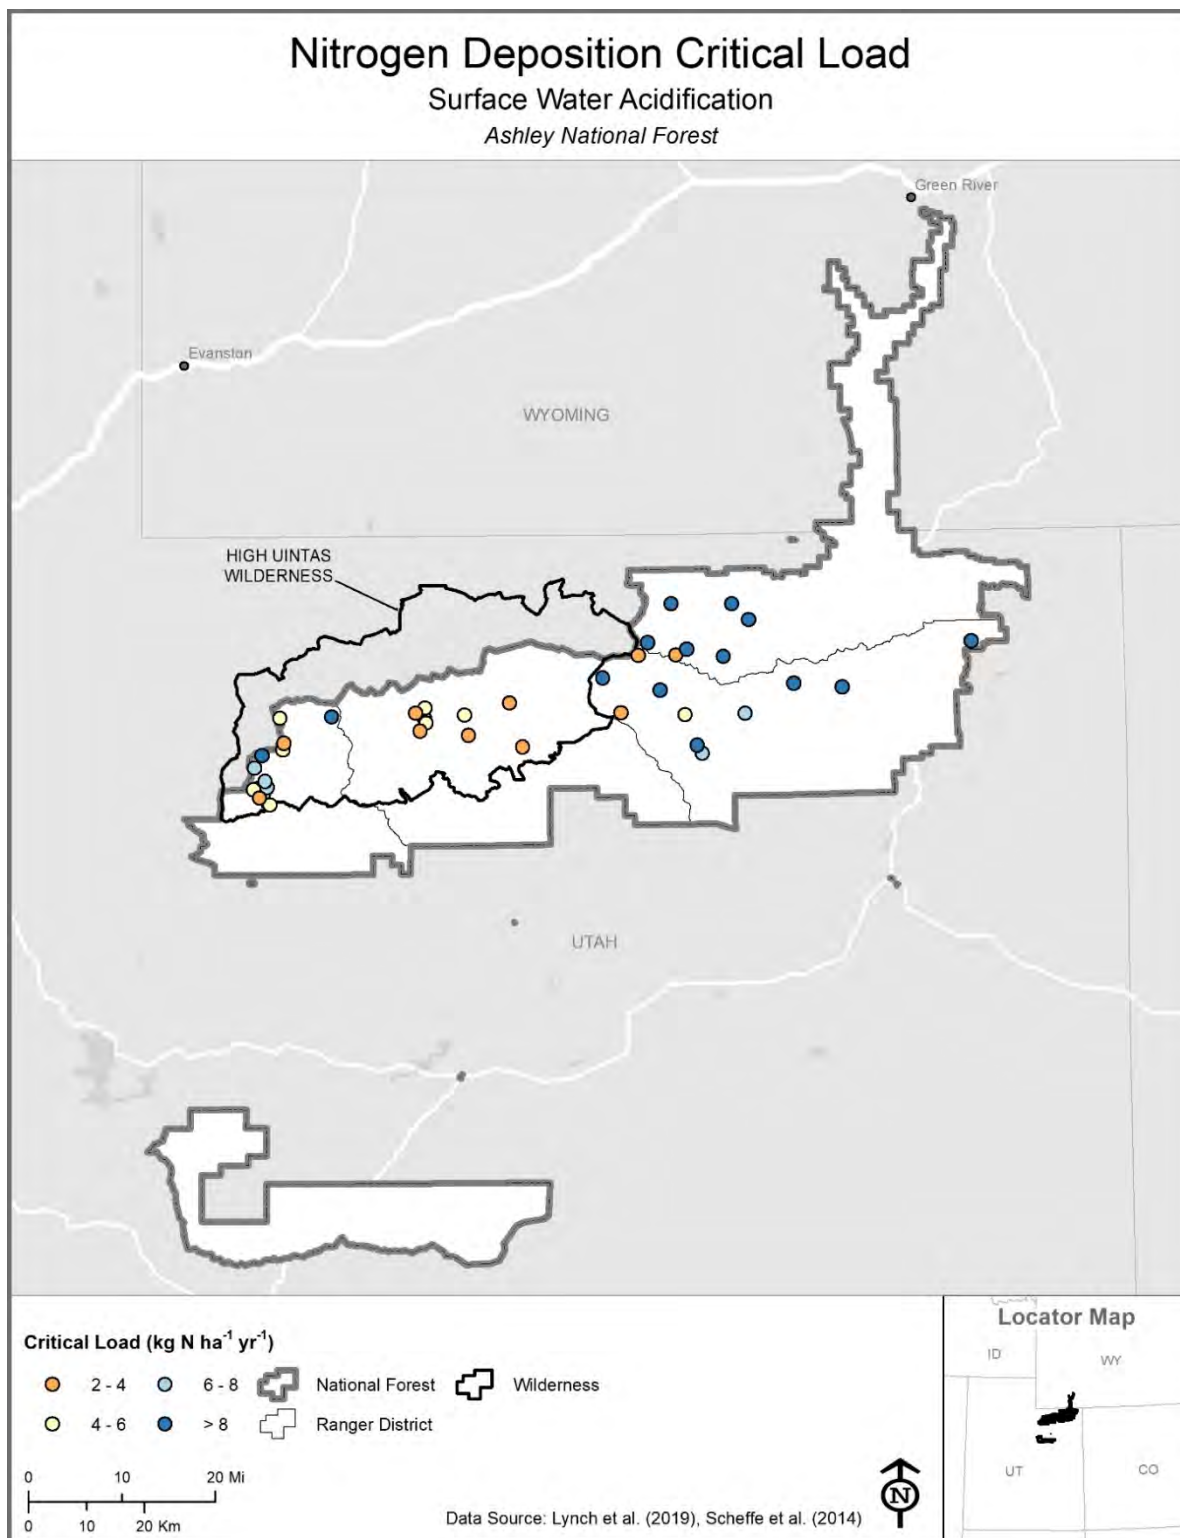 Nitrogen Deposition Critical Load
Surface Water Acidification
Ashley National Forest
Green River
Evanston
WYOMING
HIGH UINTAS
WILDERNESS
UTAH
Critical Load (kg N ha⁻¹ yr⁻¹)
2 - 4
6 - 8
National Forest
Wilderness
4 - 6
> 8
Ranger District
0 10 20 Mi
0 10 20 Km
N
Data Source: Lynch et al. (2019), Scheffe et al. (2014)
Locator Map
ID
WY
UT
CO